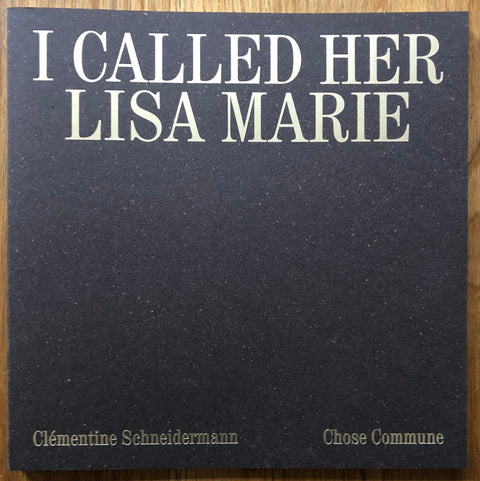 I CALLED HER
LISA MARIE
Clémentine Schneidermann Chose Commune